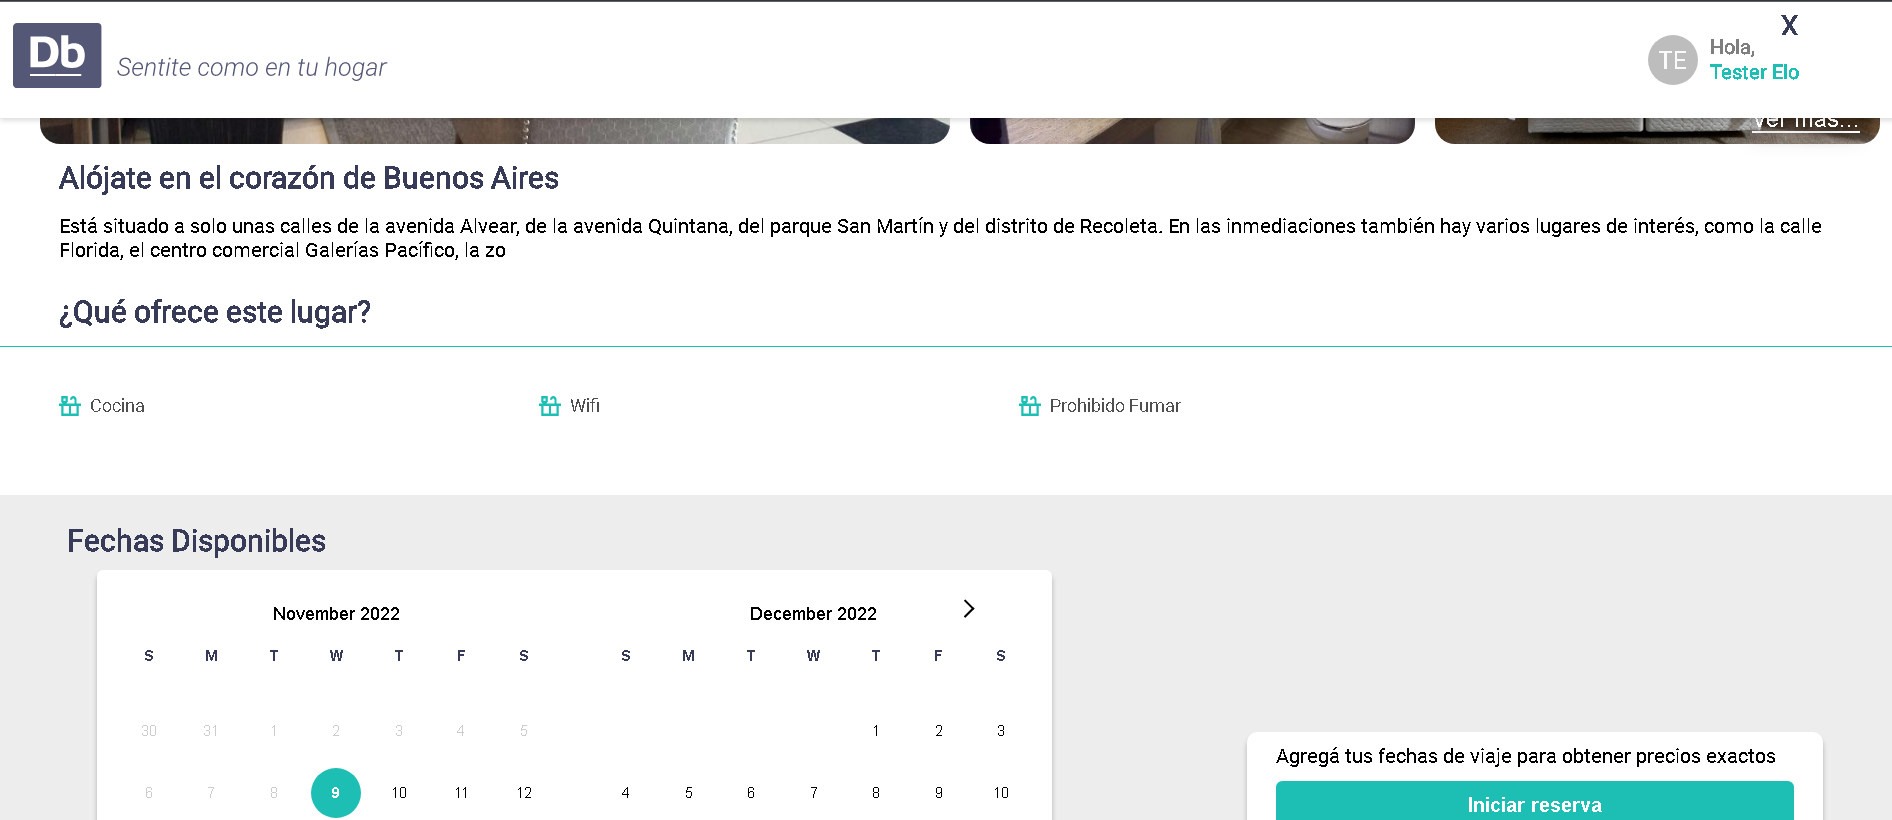 Db
Sentite como en tu hogar
X
TE
Hola,
Tester Elo
Ver más...
Alójate en el corazón de Buenos Aires
Está situado a solo unas calles de la avenida Alvear, de la avenida Quintana, del parque San Martín y del distrito de Recoleta. En las inmediaciones también hay varios lugares de interés, como la calle
Florida, el centro comercial Galerías Pacífico, la zo
¿Qué ofrece este lugar?
Cocina
Wifi
Prohibido Fumar
Fechas Disponibles
November 2022
S M T W T F S
30 31 1 2 3 4 5
6 7 8 9 10 11 12
December 2022
S M T W T F S
1 2 3
4 5 6 7 8 9 10
Agregá tus fechas de viaje para obtener precios exactos
Iniciar reserva